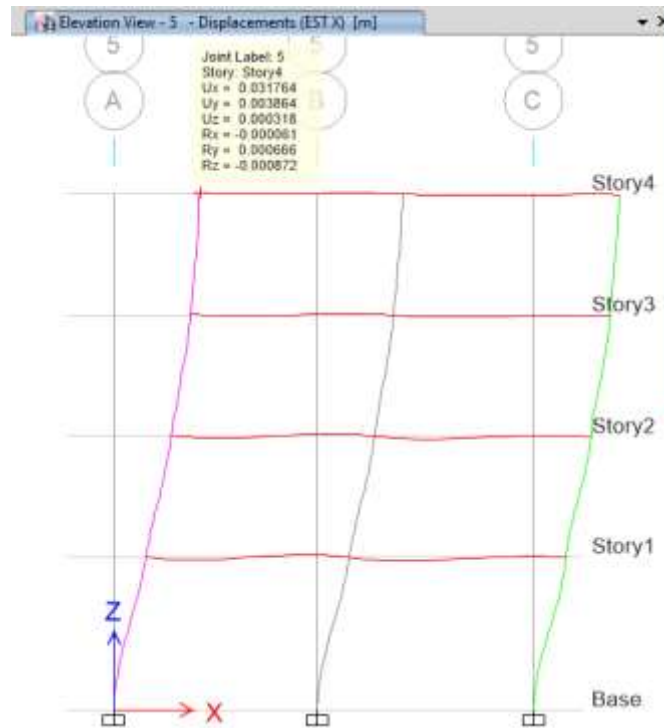 Elevation View - 5 - Displacements (EST X) [m]
5 5 5
A B C
Joint Label: 5
Story: Story4
Ux = 0.031764
Uy = 0.003864
Uz = 0.000318
Rx = -0.000061
Ry = 0.000666
Rz = -0.000872
Story4
Story3
Story2
Story1
Z
X
Base